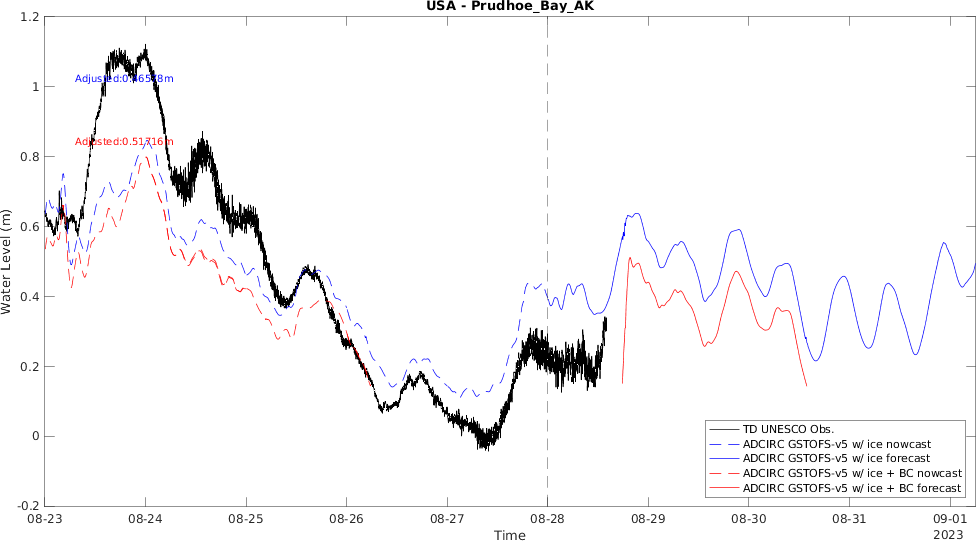 USA - Prudhoe_Bay_AK
Water Level (m)
1.2
1
0.8
0.6
0.4
0.2
0
-0.2
Adjusted:
Adjusted:0.51716m
TD UNESCO Obs.
ADCIRC GSTOFS-v5 w/ ice nowcast
ADCIRC GSTOFS-v5 w/ ice forecast
ADCIRC GSTOFS-v5 w/ ice + BC nowcast
ADCIRC GSTOFS-v5 w/ ice + BC forecast
08-23 08-24 08-25 08-26 08-27 08-28 08-29 08-30 08-31 09-01
2023
Time